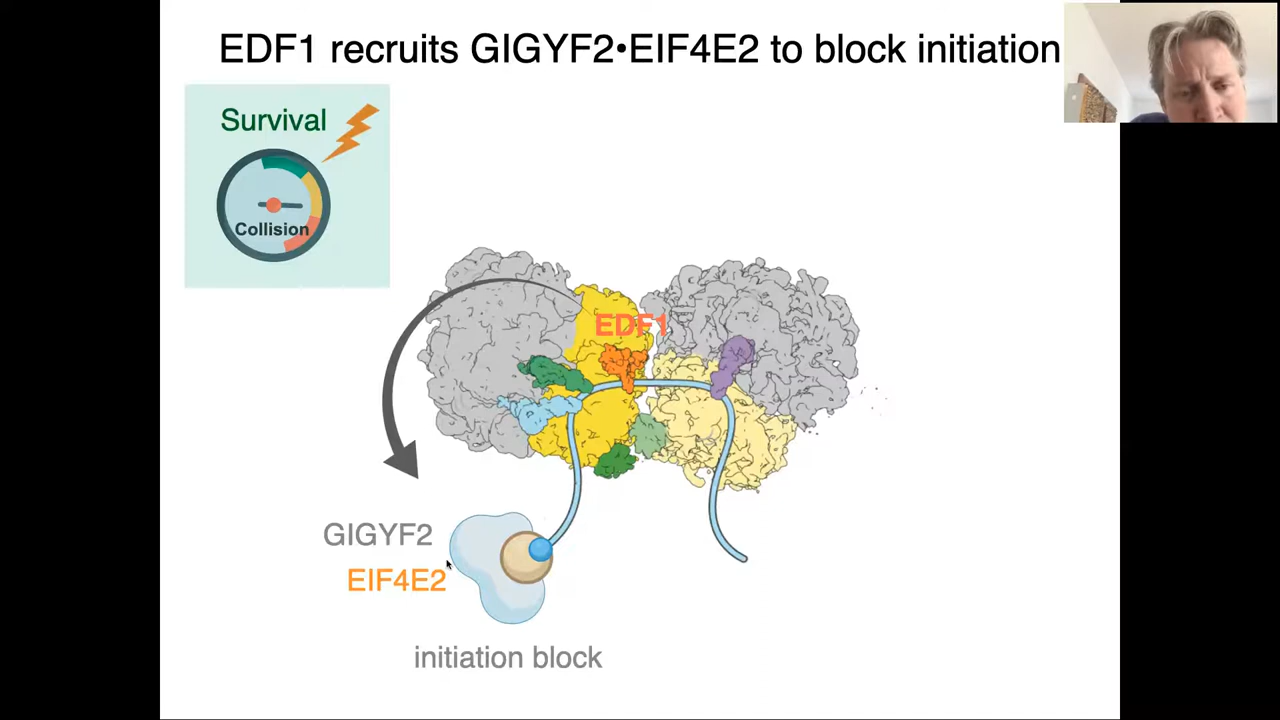 EDF1 recruits GIGYF2•EIF4E2 to block initiation
Survival
Collision
EDF1
GIGYF2
EIF4E2
initiation block